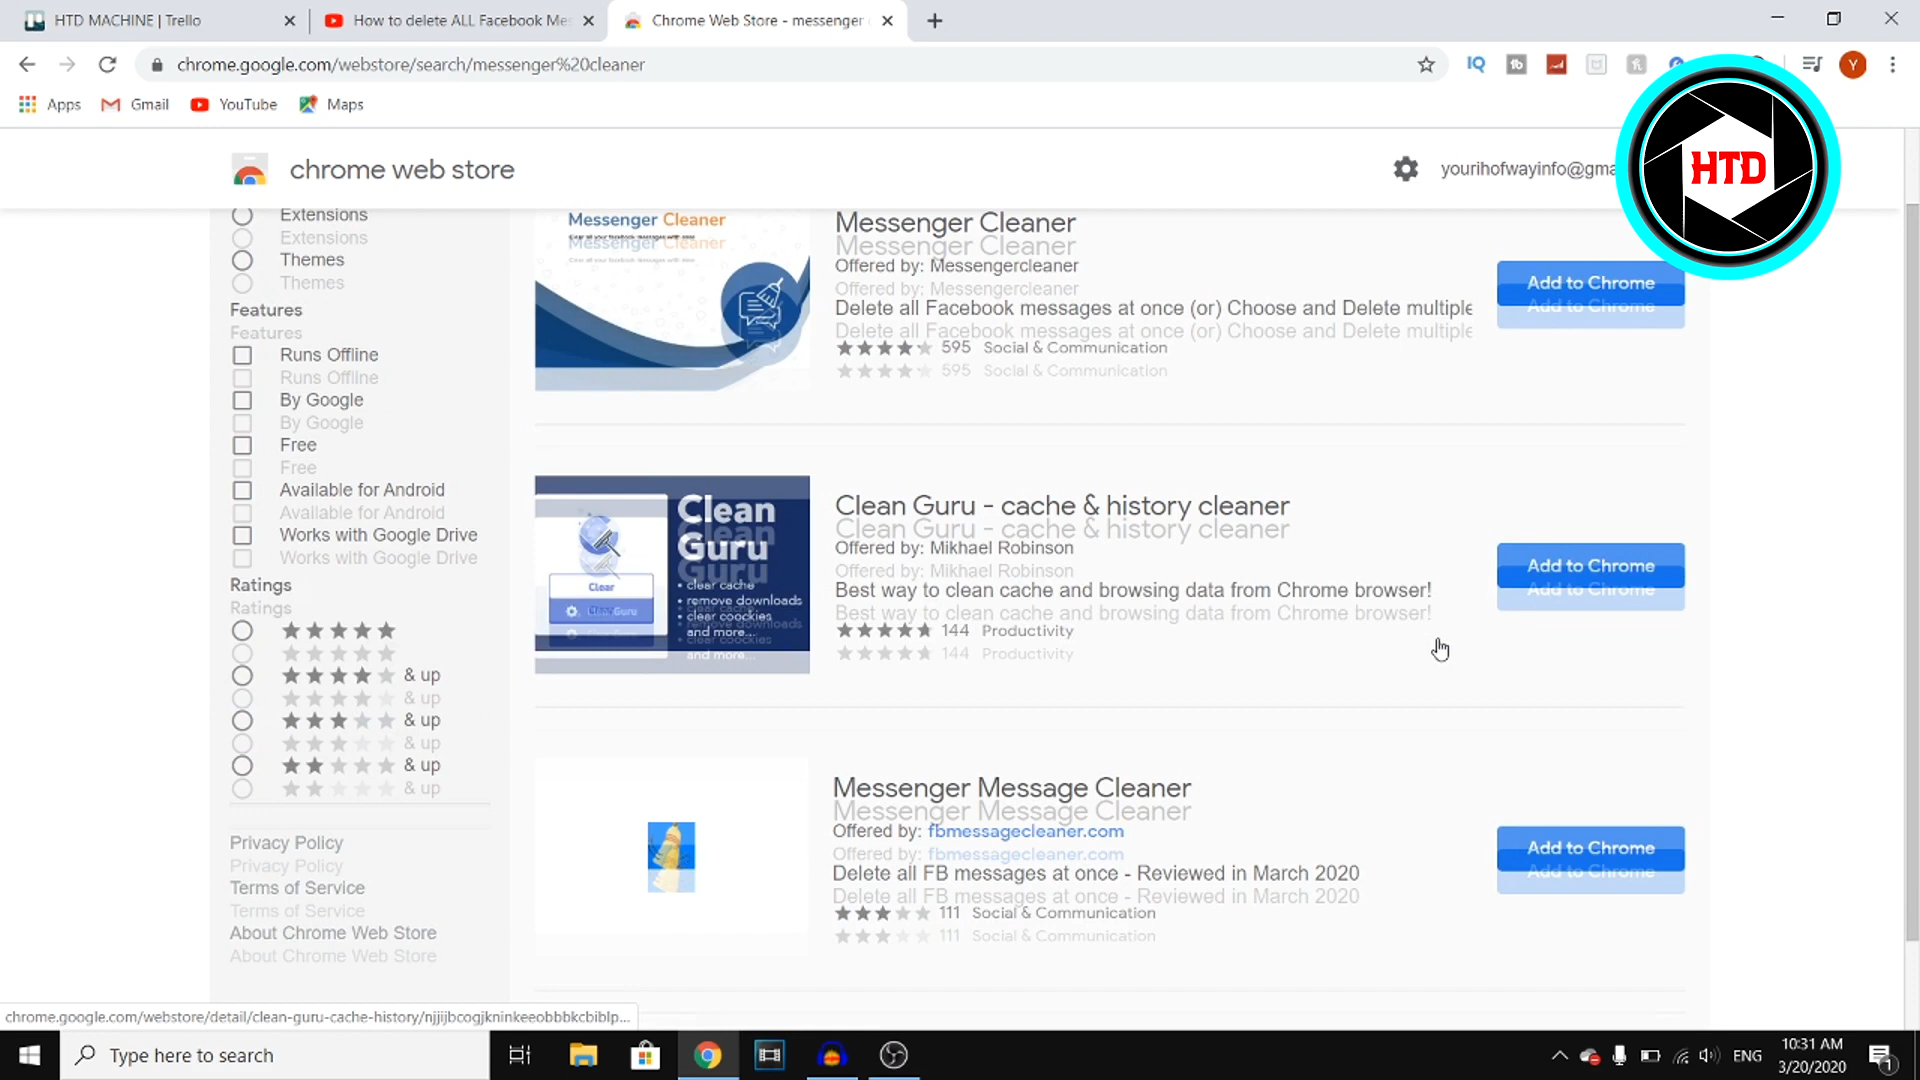 HTD MACHINE | Trello
How to delete ALL Facebook Me
Chrome Web Store - messenger
chrome.google.com/webstore/search/messenger%20cleaner
Apps
Gmail
YouTube
Maps
chrome web store
yourihofwayinfo@gma
HTD
Extensions
Themes
Features
Runs Offline
By Google
Free
Available for Android
Works with Google Drive
Ratings
& up
& up
& up
Privacy Policy
Terms of Service
About Chrome Web Store
Messenger Cleaner
Messenger Cleaner
Offered by: Messengercleaner
Delete all Facebook messages at once (or) Choose and Delete multiple
595 Social & Communication
Add to Chrome
Clean
Guru
• clear cache
• remove downloads
• clear coockies
and more...
Clear
Clean Guru - cache & history cleaner
Offered by: Mikhael Robinson
Best way to clean cache and browsing data from Chrome browser!
144 Productivity
Add to Chrome
Messenger Message Cleaner
Offered by: fbmessagecleaner.com
Delete all FB messages at once - Reviewed in March 2020
111 Social & Communication
Add to Chrome
chrome.google.com/webstore/detail/clean-guru-cache-history/njjijbcogjkninkeeobbbkcbiblp...
Type here to search
ENG
10:31 AM
3/20/2020
1